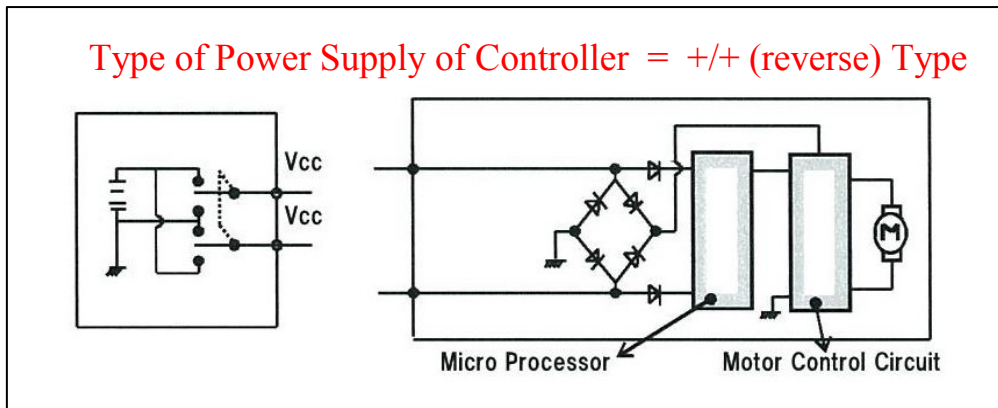 Type of Power Supply of Controller = +/+ (reverse) Type
Vcc
Vcc
M
Micro Processor
Motor Control Circuit